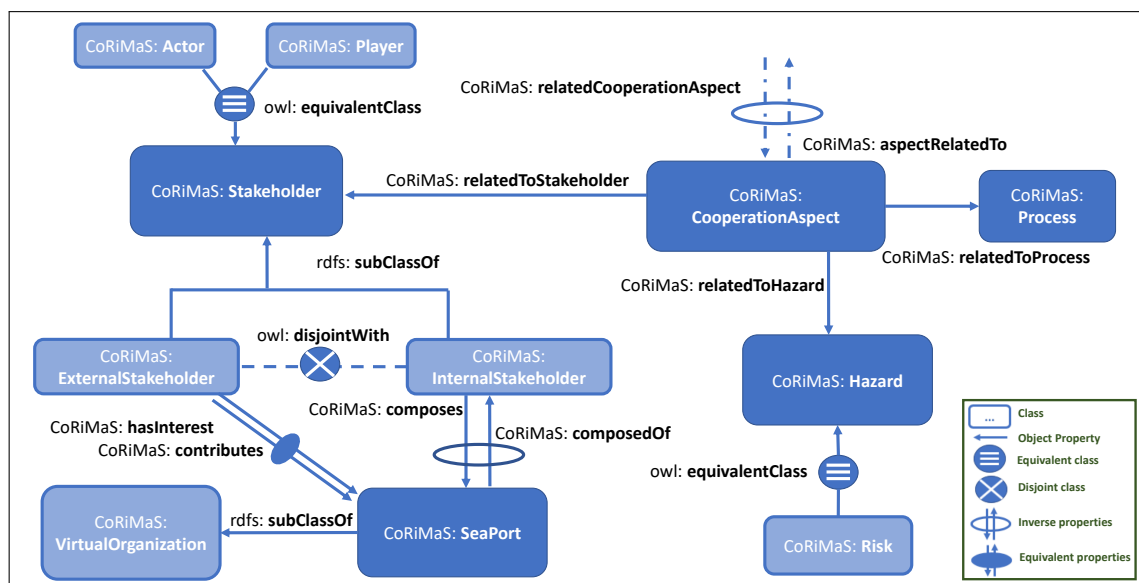 CoRiMaS: Actor
CoRiMaS: Player
owl: equivalentClass
CoRiMaS: relatedCooperationAspect
CoRiMaS: aspectRelatedTo
CoRiMaS: Stakeholder
CoRiMaS: relatedToStakeholder
CoRiMaS:
CooperationAspect
CoRiMaS:
Process
CoRiMaS: relatedToProcess
rdfs: subClassOf
CoRiMaS: relatedToHazard
owl: disjointWith
CoRiMaS:
ExternalStakeholder
CoRiMaS:
InternalStakeholder
CoRiMaS: Hazard
CoRiMaS: composes
CoRiMaS: hasInterest
CoRiMaS: contributes
CoRiMaS: composedOf
owl: equivalentClass
CoRiMaS:
VirtualOrganization
rdfs: subClassOf
CoRiMaS: SeaPort
CoRiMaS: Risk
... Class
Object Property
Equivalent class
Disjoint class
Inverse properties
Equivalent properties